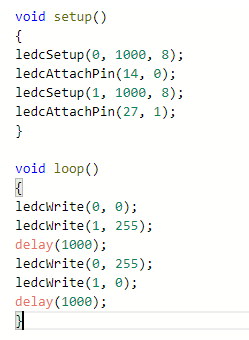 void setup()
{
ledcSetup(0, 1000, 8);
ledcAttachPin(14, 0);
ledcSetup(1, 1000, 8);
ledcAttachPin(27, 1);
}

void loop()
{
ledcWrite(0, 0);
ledcWrite(1, 255);
delay(1000);
ledcWrite(0, 255);
ledcWrite(1, 0);
delay(1000);
}